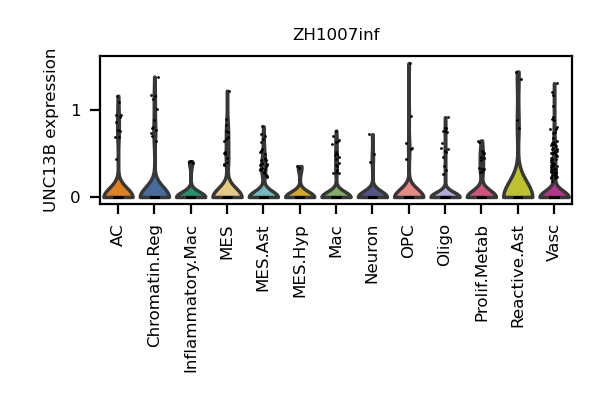 ZH1007inf
UNC13B expression
1
0
AC
Chromatin.Reg
Inflammatory.Mac
MES
MES.Ast
MES.Hyp
Mac
Neuron
OPC
Oligo
Prolif.Metab
Reactive.Ast
Vasc